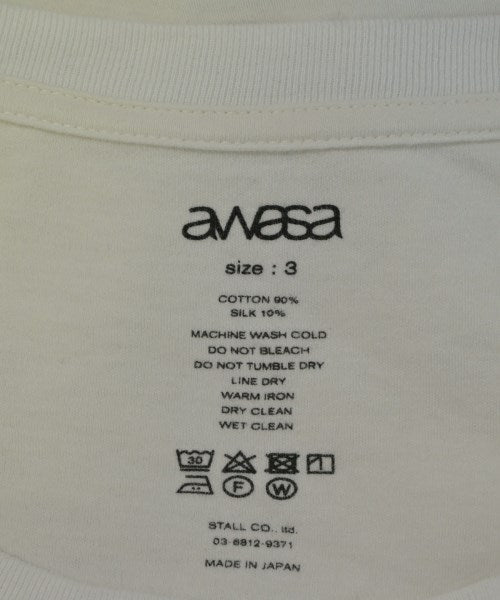 awasa
size : 3
COTTON 90%
SILK 10%
MACHINE WASH COLD
DO NOT BLEACH
DO NOT TUMBLE DRY
LINE DRY
WARM IRON
DRY CLEAN
WET CLEAN
30
F W
STALL CO., ltd.
03-6812-9371
MADE IN JAPAN